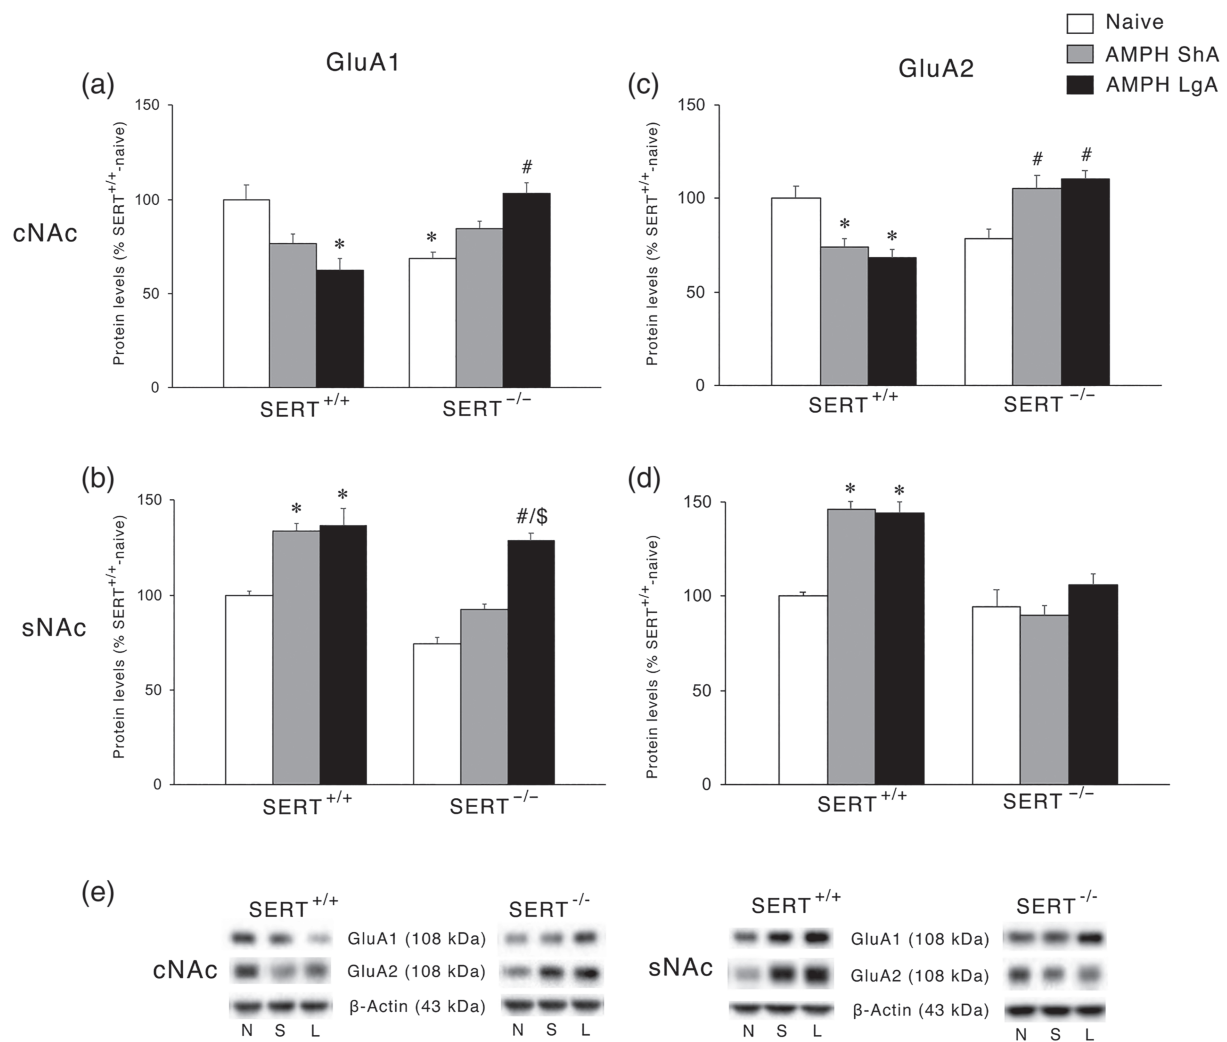 Naive
AMPH ShA
AMPH LgA
GluA1
GluA2
cNAc
(a)
Protein levels (% SERT+/+-naive)
150
100
50
0
*
*
#
SERT+/+
SERT−/−
(c)
Protein levels (% SERT+/+-naive)
150
100
50
0
*
*
#
#
SERT+/+
SERT−/−
sNAc
(b)
Protein levels (% SERT+/+-naive)
150
100
50
0
*
*
#/$
SERT+/+
SERT−/−
(d)
Protein levels (% SERT+/+-naive)
150
100
50
0
*
*
SERT+/+
SERT−/−
(e)
SERT+/+
SERT-/-
cNAc
GluA1 (108 kDa)
GluA2 (108 kDa)
β-Actin (43 kDa)
N S L
N S L
SERT+/+
SERT-/-
sNAc
GluA1 (108 kDa)
GluA2 (108 kDa)
β-Actin (43 kDa)
N S L
N S L